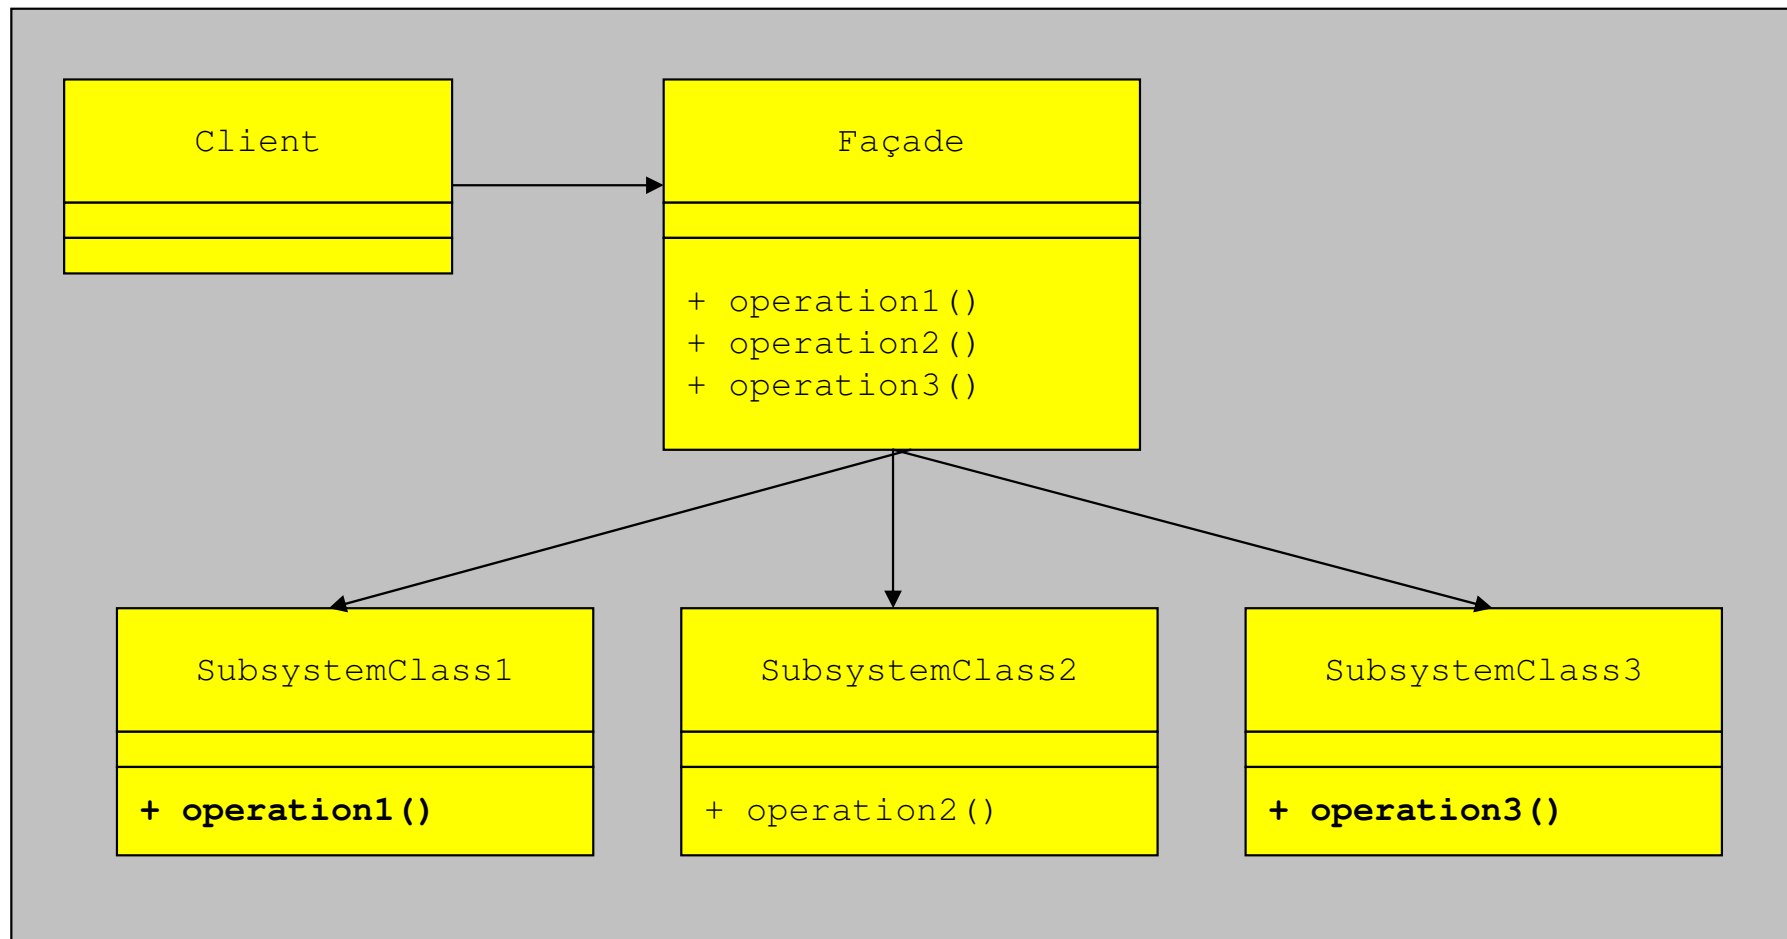 Client
Façade
+ operation1()
+ operation2()
+ operation3()
SubsystemClass1
SubsystemClass2
SubsystemClass3
+ operation1()
+ operation2()
+ operation3()